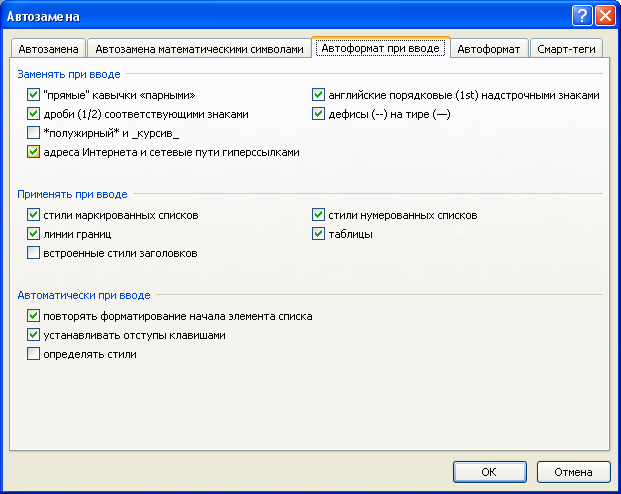 Автозамена
Автозамена Автозамена математическими символами Автоформат при вводе Автоформат Смарт-теги
Заменять при вводе
"прямые" кавычки «парными» английские порядковые (1st) надстрочными знаками
дроби (1/2) соответствующими знаками дефисы (--) на тире (—)
*полужирный* и _курсив_
адреса Интернета и сетевые пути гиперссылками
Применять при вводе
стили маркированных списков стили нумерованных списков
линии границ таблицы
встроенные стили заголовков
Автоматически при вводе
повторять форматирование начала элемента списка
устанавливать отступы клавишами
определять стили
ОК Отмена